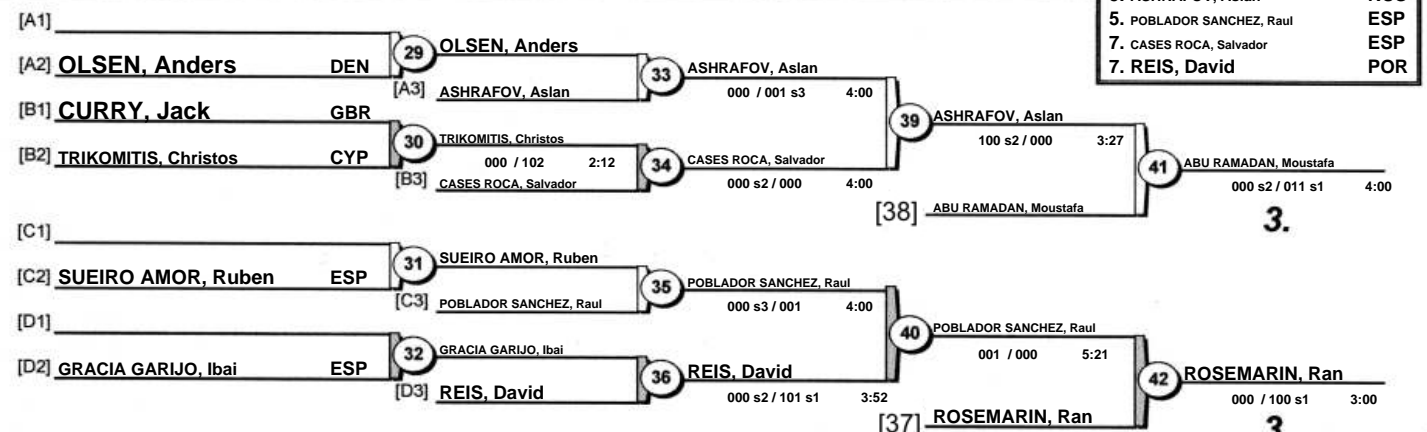 5. POBLADOR SANCHEZ, Raul ESP
7. CASES ROCA, Salvador ESP
7. REIS, David POR
[A1]
[A2] OLSEN, Anders DEN
29
OLSEN, Anders
[A3] ASHRAFOV, Aslan
33
ASHRAFOV, Aslan
000 / 001 s3 4:00
[B1] CURRY, Jack GBR
[B2] TRIKOMITIS, Christos CYP
30
TRIKOMITIS, Christos
000 / 102 2:12
[B3] CASES ROCA, Salvador
34
CASES ROCA, Salvador
000 s2 / 000 4:00
39
ASHRAFOV, Aslan
100 s2 / 000 3:27
[38] ABU RAMADAN, Moustafa
41
ABU RAMADAN, Moustafa
000 s2 / 011 s1 4:00
3.
[C1]
[C2] SUEIRO AMOR, Ruben ESP
31
SUEIRO AMOR, Ruben
[C3] POBLADOR SANCHEZ, Raul
35
POBLADOR SANCHEZ, Raul
000 s3 / 001 4:00
[D1]
[D2] GRACIA GARIJO, Ibai ESP
32
GRACIA GARIJO, Ibai
[D3] REIS, David
36
REIS, David
000 s2 / 101 s1 3:52
40
POBLADOR SANCHEZ, Raul
001 / 000 5:21
[37] ROSEMARIN, Ran
42
ROSEMARIN, Ran
000 / 100 s1 3:00
3